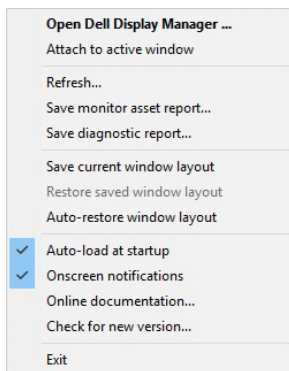 Open Dell Display Manager ...
Attach to active window
Refresh...
Save monitor asset report...
Save diagnostic report...
Save current window layout
Restore saved window layout
Auto-restore window layout
Auto-load at startup
Onscreen notifications
Online documentation...
Check for new version...
Exit